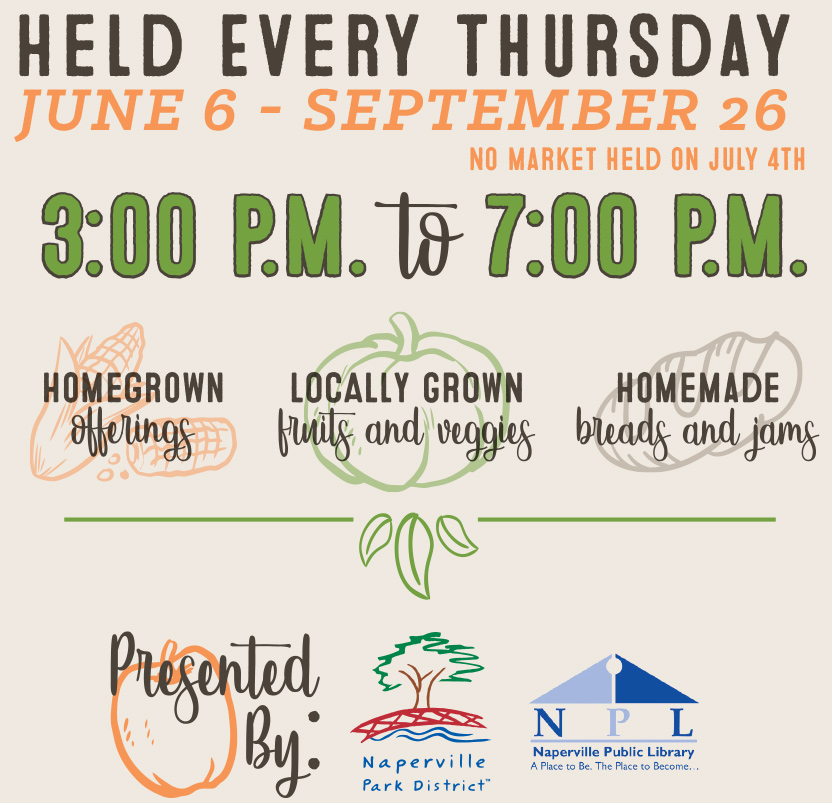 HELD EVERY THURSDAY
JUNE 6 - SEPTEMBER 26
NO MARKET HELD ON JULY 4TH
3:00 P.M. to 7:00 P.M.
HOMEGROWN
offerings
LOCALLY GROWN
fruits and veggies
HOMEMADE
breads and jams
Presented
By:
Naperville
Park District™
N P L
Naperville Public Library
A Place to Be. The Place to Become...